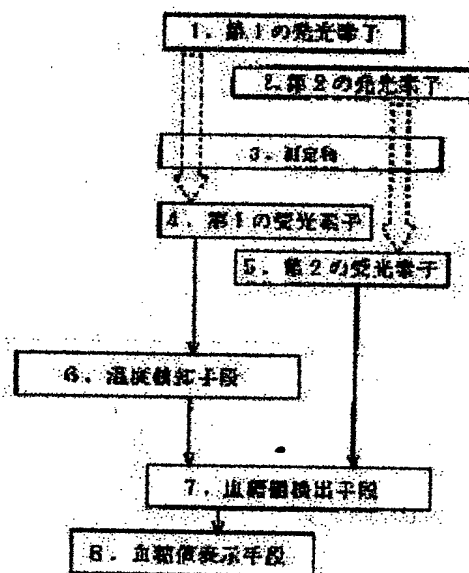 1、第1の発光素子
2、第2の発光素子
3、測定物
4、第1の受光素子
5、第2の受光素子
6、温度検知手段
7、血糖値検出手段
8、血糖値表示手段